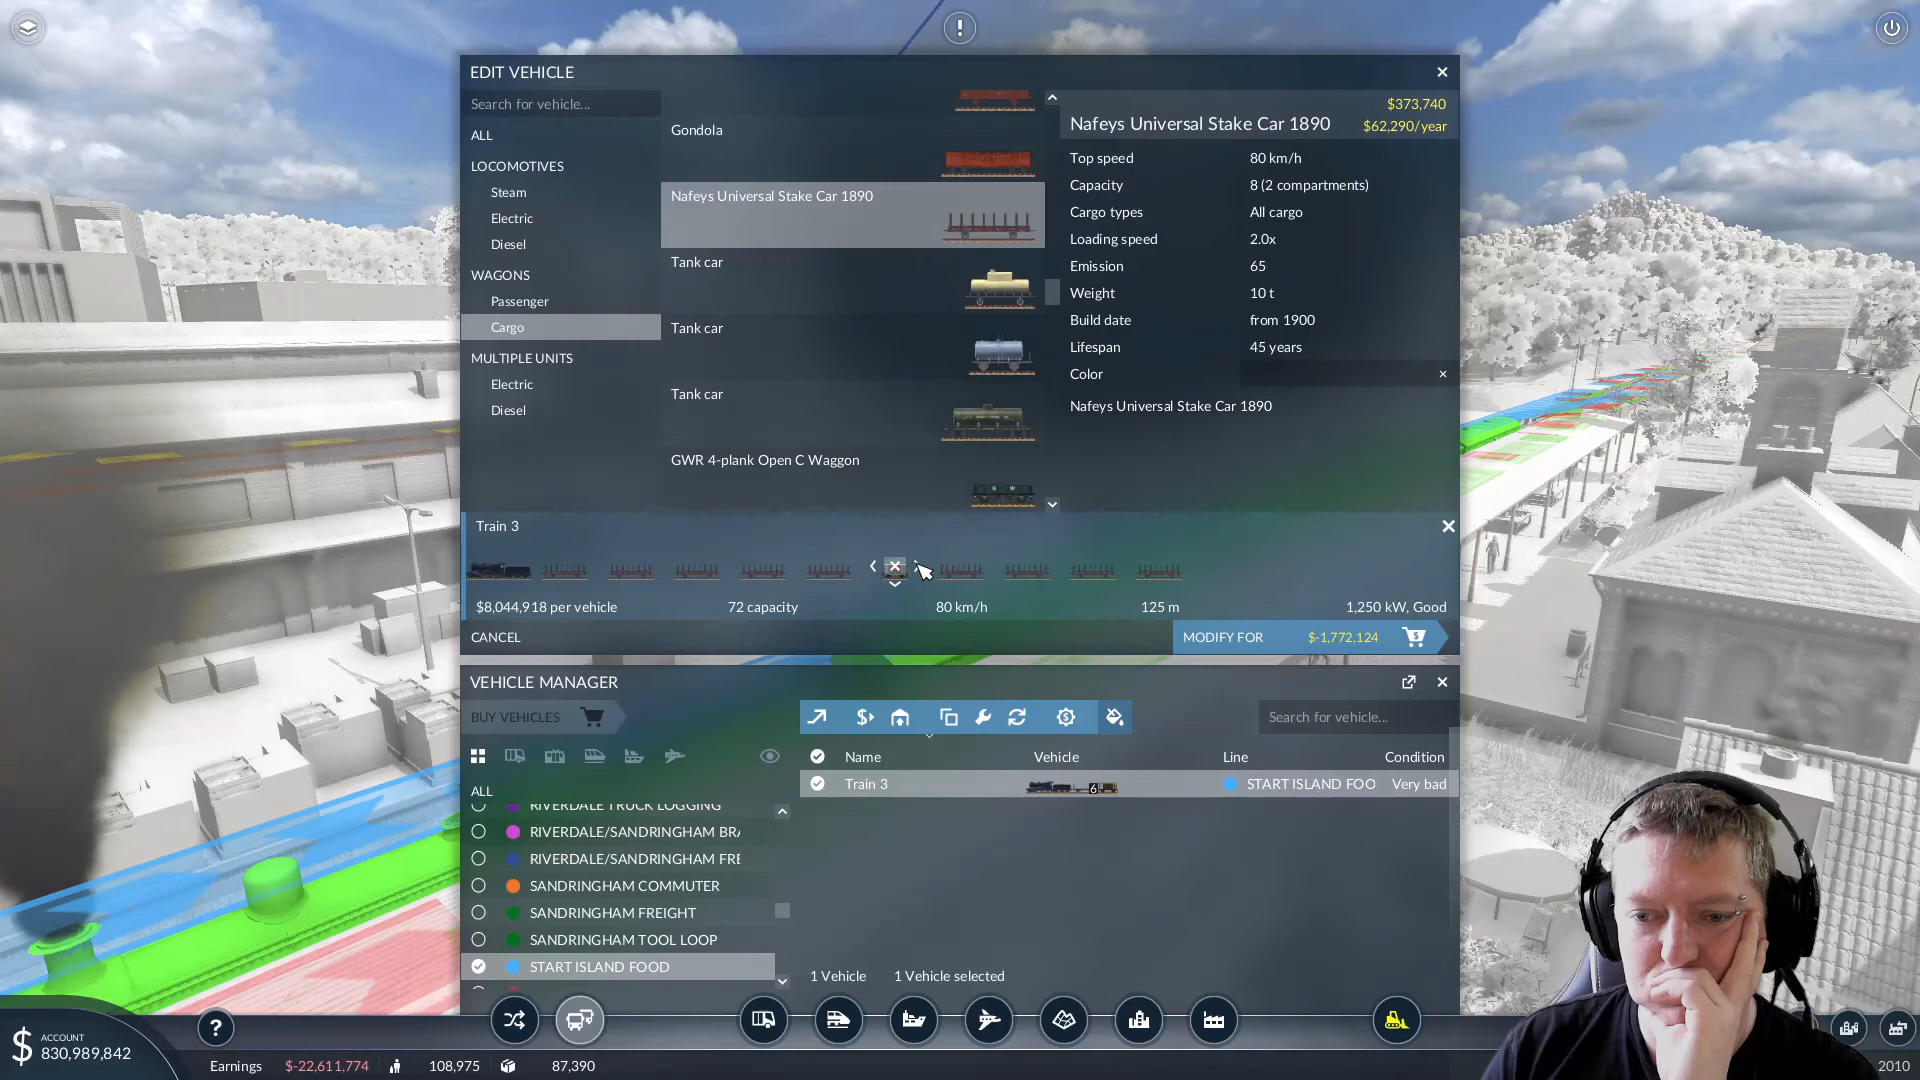 EDIT VEHICLE
Search for vehicle...
ALL
LOCOMOTIVES
Steam
Electric
Diesel
WAGONS
Passenger
Cargo
MULTIPLE UNITS
Electric
Diesel
Gondola
Nafeys Universal Stake Car 1890
Tank car
Tank car
Tank car
GWR 4-plank Open C Waggon
$373,740
Nafeys Universal Stake Car 1890
$62,290/year
Top speed 80 km/h
Capacity 8 (2 compartments)
Cargo types All cargo
Loading speed 2.0x
Emission 65
Weight 10 t
Build date from 1900
Lifespan 45 years
Color
Nafeys Universal Stake Car 1890
Train 3
$8,044,918 per vehicle 72 capacity 80 km/h 125 m 1,250 kW, Good
CANCEL
MODIFY FOR $-1,772,124
VEHICLE MANAGER
BUY VEHICLES
Search for vehicle...
Name Vehicle Line Condition
ALL
Train 3 6 START ISLAND FOO Very bad
RIVERDALE TRUCK LOGGING
RIVERDALE/SANDRINGHAM BRA
RIVERDALE/SANDRINGHAM FRE
SANDRINGHAM COMMUTER
SANDRINGHAM FREIGHT
SANDRINGHAM TOOL LOOP
START ISLAND FOOD
1 Vehicle 1 Vehicle selected
ACCOUNT
$ 830,989,842
?
Earnings $-22,611,774 108,975 87,390
2010